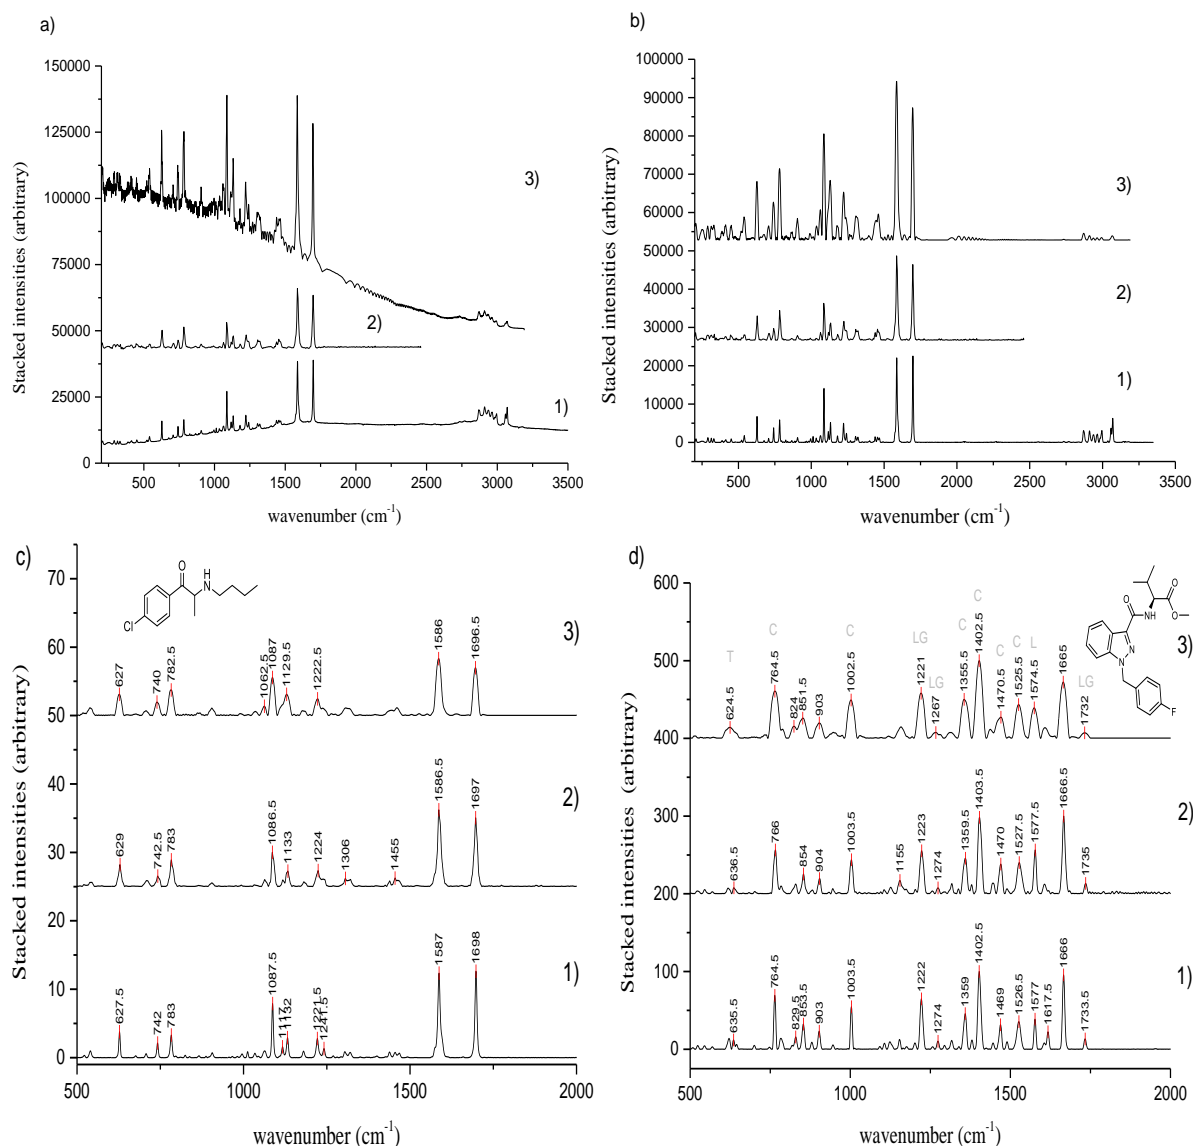 a)
Stacked intensities (arbitrary)
150000
125000
100000
75000
50000
25000
0
3)
2)
1)
500 1000 1500 2000 2500 3000 3500
wavenumber (cm-1)
b)
Stacked intensities (arbitrary)
100000
90000
80000
70000
60000
50000
40000
30000
20000
10000
0
3)
2)
1)
500 1000 1500 2000 2500 3000 3500
wavenumber (cm-1)
c)
Stacked intensities (arbitrary)
70
60
50
40
30
20
10
0
O
H
N
Cl
3)
627 740 782.5 1062.5 1087 1129.5 1222.5 1586 1696.5
2)
629 742.5 783 1086.5 1133 1224 1306 1455 1586.5 1697
1)
627.5 742 783 1087.5 1117 1132 1221.5 1241.5 1587 1698
500 1000 1500 2000
wavenumber (cm-1)
d)
Stacked intensities (arbitrary)
600
500
400
300
200
100
0
O
HN
O
O
N
N
F
3)
T C C LG LG C C C C L LG
624.5 764.5 824 851.5 903 1002.5 1221 1267 1355.5 1402.5 1470.5 1525.5 1574.5 1665 1732
2)
636.5 766 854 904 1003.5 1155 1223 1274 1359.5 1403.5 1470 1527.5 1577.5 1666.5 1735
1)
635.5 764.5 829.5 853.5 903 1003.5 1222 1274 1359 1402.5 1469 1526.5 1577 1617.5 1666 1733.5
500 1000 1500 2000
wavenumber (cm-1)